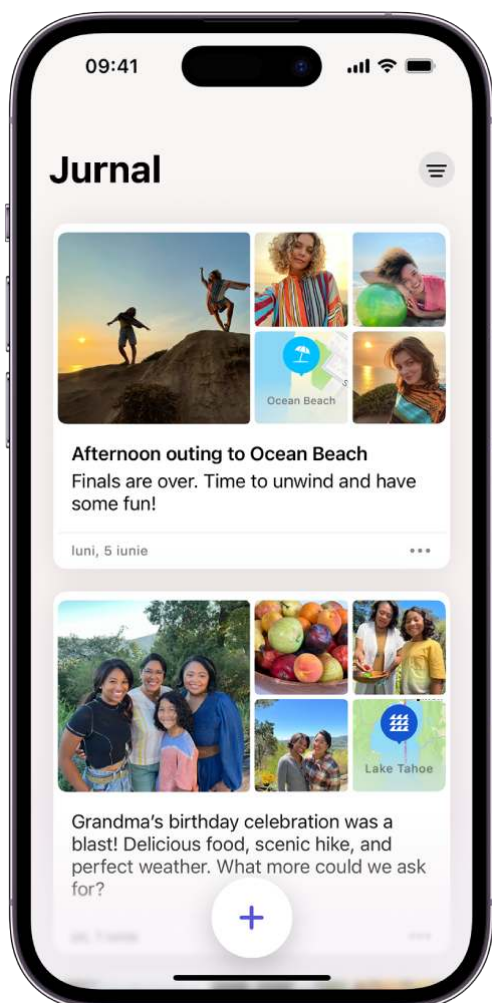 09:41
Jurnal
Ocean Beach
Afternoon outing to Ocean Beach
Finals are over. Time to unwind and have
some fun!
luni, 5 iunie
Lake Tahoe
Grandma's birthday celebration was a
blast! Delicious food, scenic hike, and
perfect weather. What more could we ask
for?